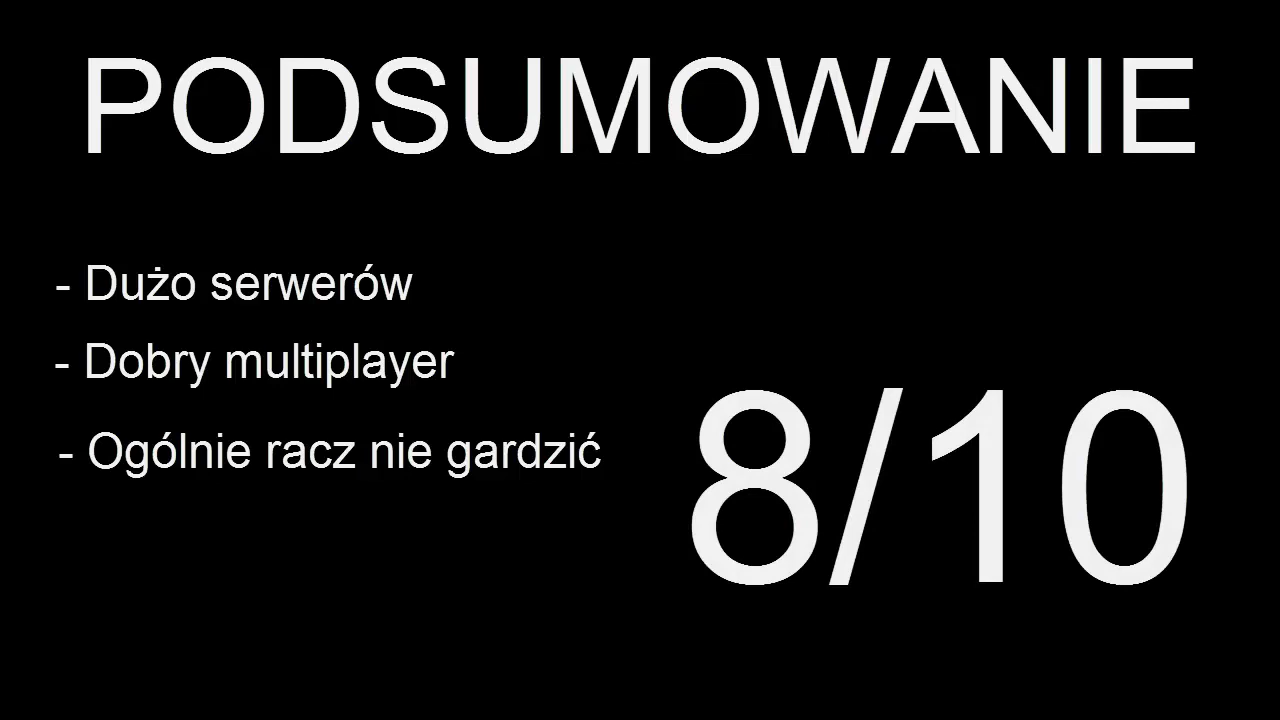 PODSUMOWANIE
- Dużo serwerów
- Dobry multiplayer
- Ogólnie racz nie gardzić
8/10